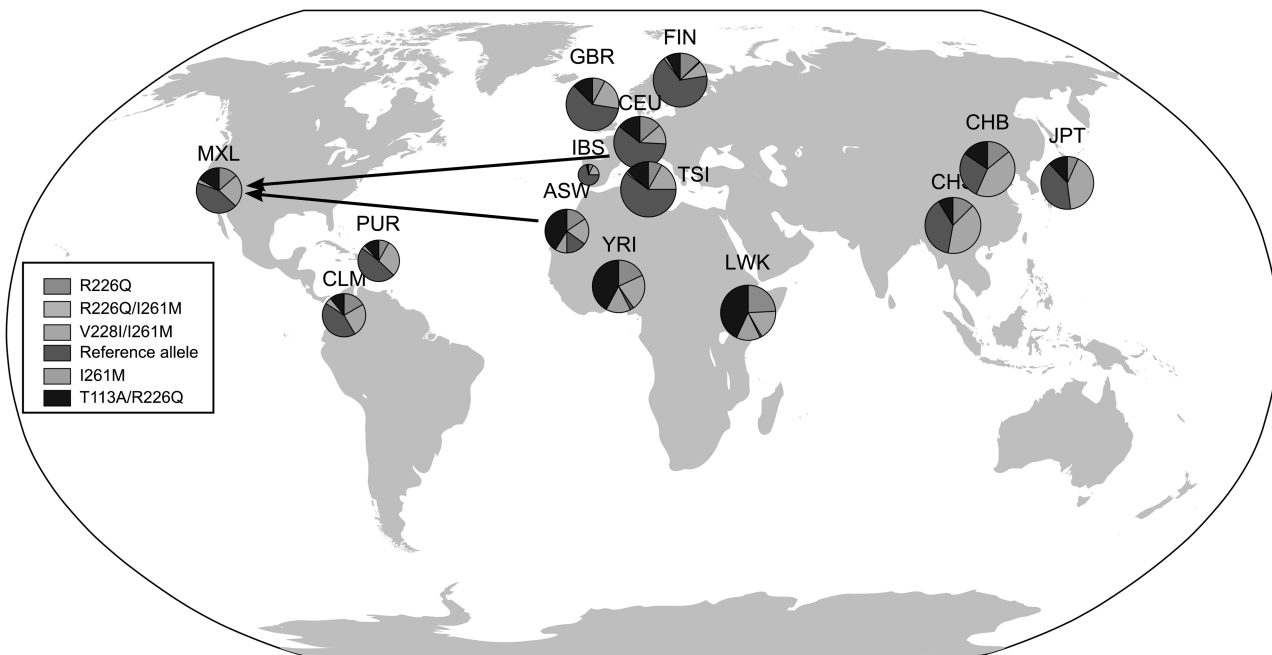 FIN
GBR
CEU
CHB
JPT
IBS
MXL
TSI
ASW
CHS
PUR
YRI
LWK
CLM
R226Q
R226Q/I261M
V228I/I261M
Reference allele
I261M
T113A/R226Q